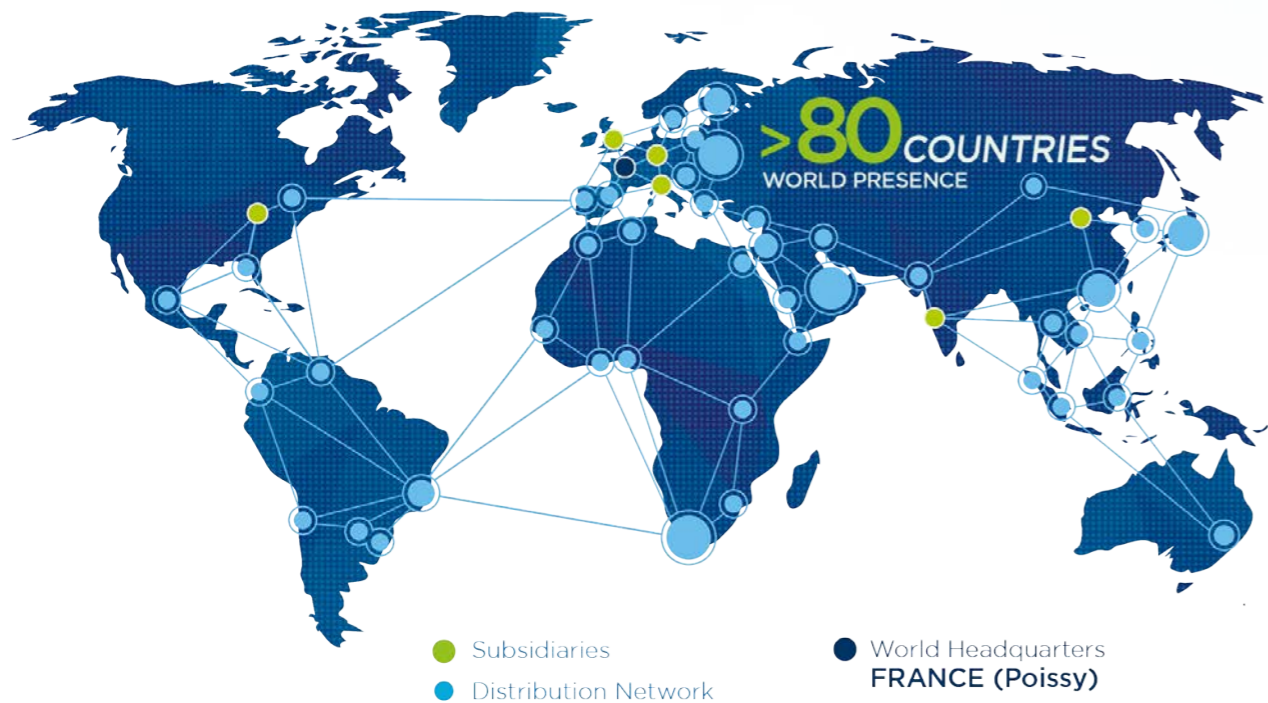 >80 COUNTRIES
WORLD PRESENCE
Subsidiaries
Distribution Network
World Headquarters
FRANCE (Poissy)